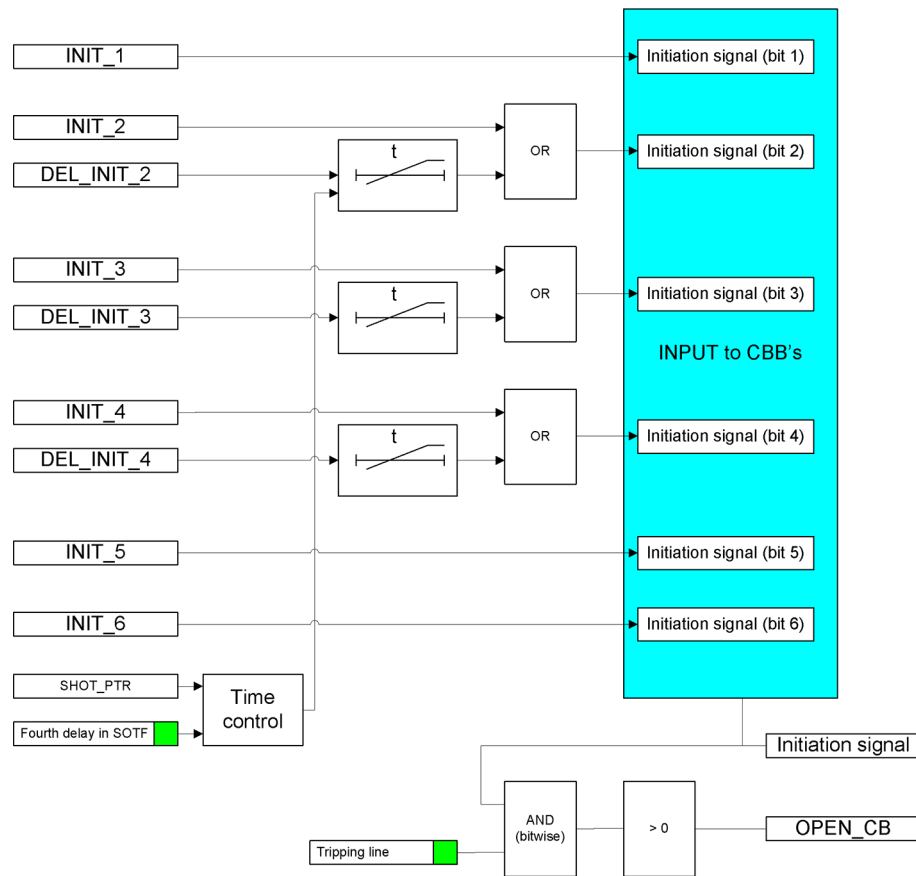 INIT_1
Initiation signal (bit 1)
INIT_2
OR
Initiation signal (bit 2)
t
DEL_INIT_2
INIT_3
OR
Initiation signal (bit 3)
t
DEL_INIT_3
INPUT to CBB's
INIT_4
OR
Initiation signal (bit 4)
t
DEL_INIT_4
INIT_5
Initiation signal (bit 5)
INIT_6
Initiation signal (bit 6)
SHOT_PTR
Time
control
Fourth delay in SOTF
Initiation signal
AND
(bitwise)
> 0
OPEN_CB
Tripping line